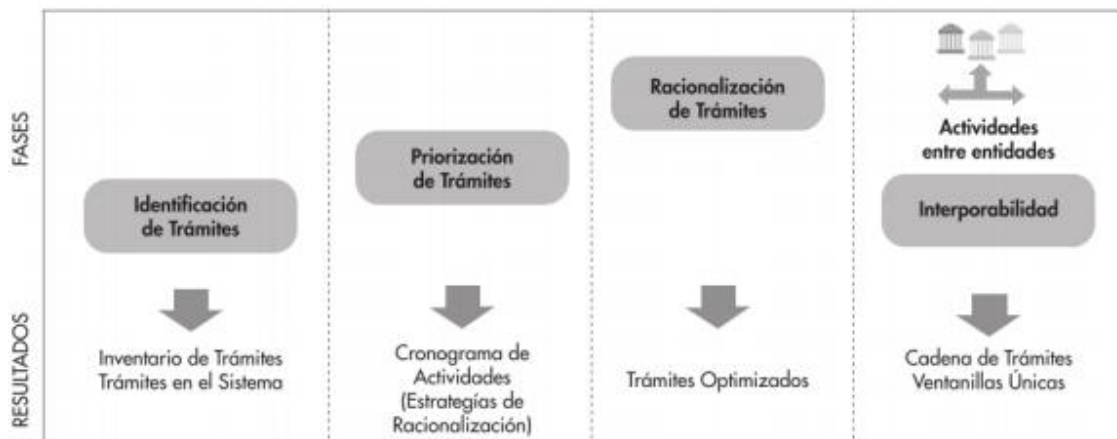 FASES
Identificación
de Trámites
Priorización
de Trámites
Racionalización
de Trámites
Actividades
entre entidades
Interporabilidad
RESULTADOS
Inventario de Trámites
Trámites en el Sistema
Cronograma de
Actividades
(Estrategías de
Racionalización)
Trámites Optimizados
Cadena de Trámites
Ventanillas Únicas